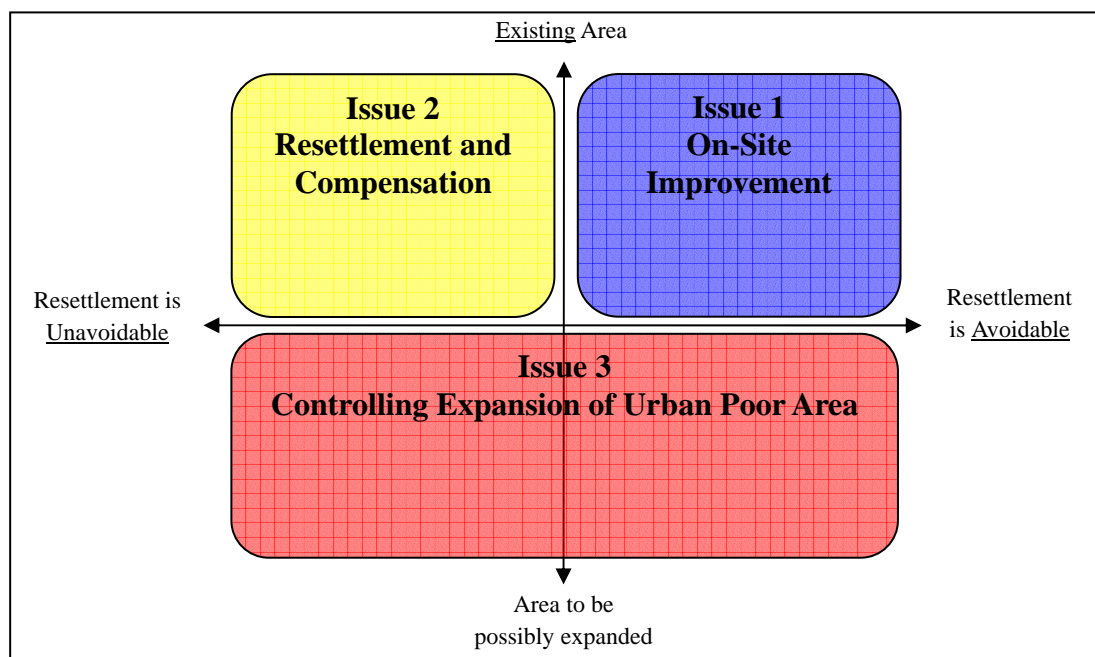 Existing Area
Issue 2
Resettlement and
Compensation
Issue 1
On-Site
Improvement
Resettlement is
Unavoidable
Resettlement
is Avoidable
Issue 3
Controlling Expansion of Urban Poor Area
Area to be
possibly expanded